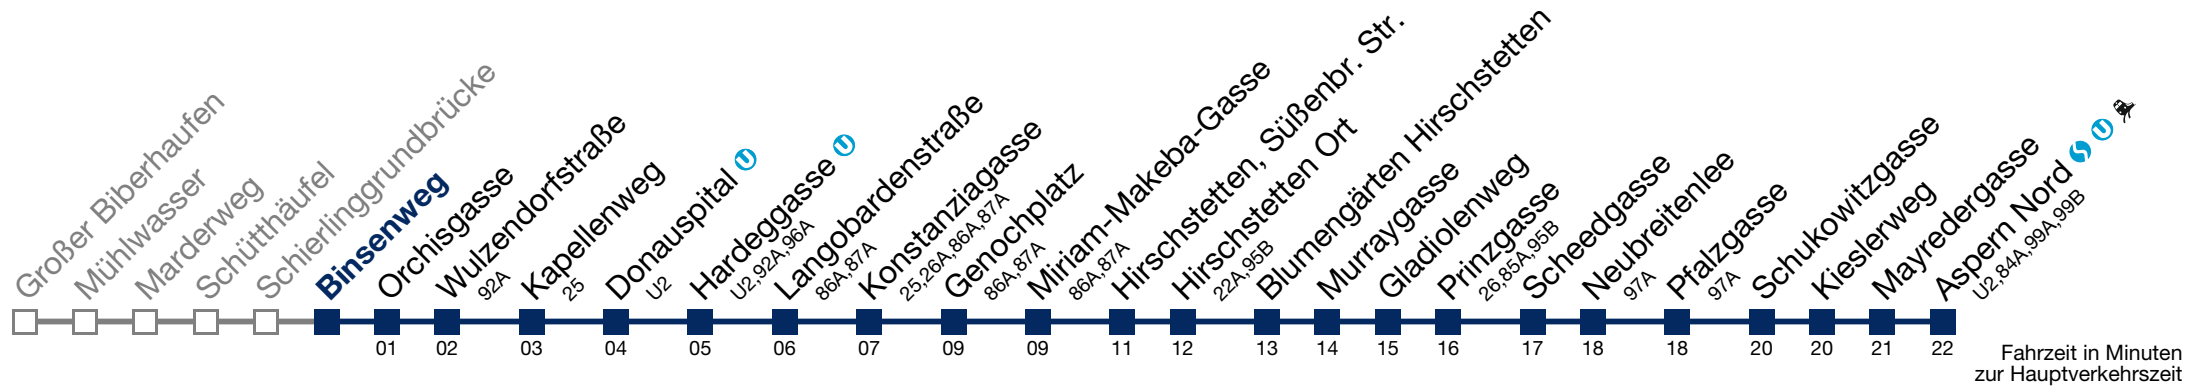 Großer Biberhaufen
Mühlwasser
Marderweg
Schütthäufel
Schierlinggrundbrücke
Binsenweg
Orchisgasse
01
Wulzendorfstraße
92A
02
Kapellenweg
25
03
Donauspital U
U2
04
Hardeggasse U
U2,92A,96A
05
Langobardenstraße
86A,87A
06
Konstanziagasse
25,26A,86A,87A
07
Genochplatz
86A,87A
09
Miriam-Makeba-Gasse
86A,87A
09
Hirschstetten, Süßenbr. Str.
11
Hirschstetten Ort
22A,95B
12
Blumengärten Hirschstetten
13
Murraygasse
14
Gladiolenweg
15
Prinzgasse
26,85A,95B
16
Scheedgasse
17
Neubreitenlee
97A
18
Pfalzgasse
97A
18
Schukowitzgasse
20
Kieslerweg
20
Mayredergasse
21
Aspern Nord S U
U2,84A,99A,99B
22
Fahrzeit in Minuten
zur Hauptverkehrszeit